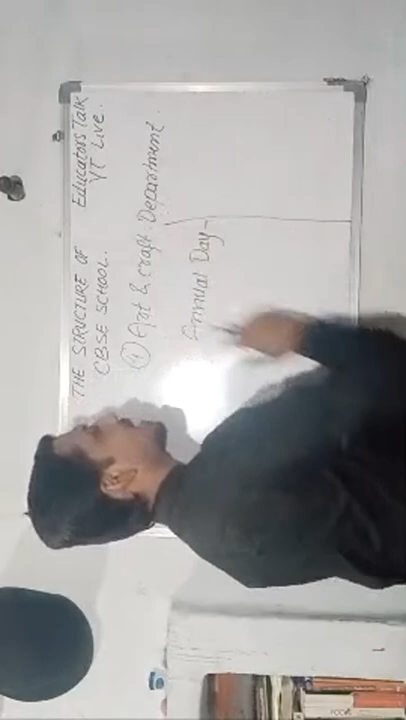 THE STRUCTURE OF
CBSE SCHOOL.
Educators Talk
YT Live.
① Art & craft Department.
Annual Day-